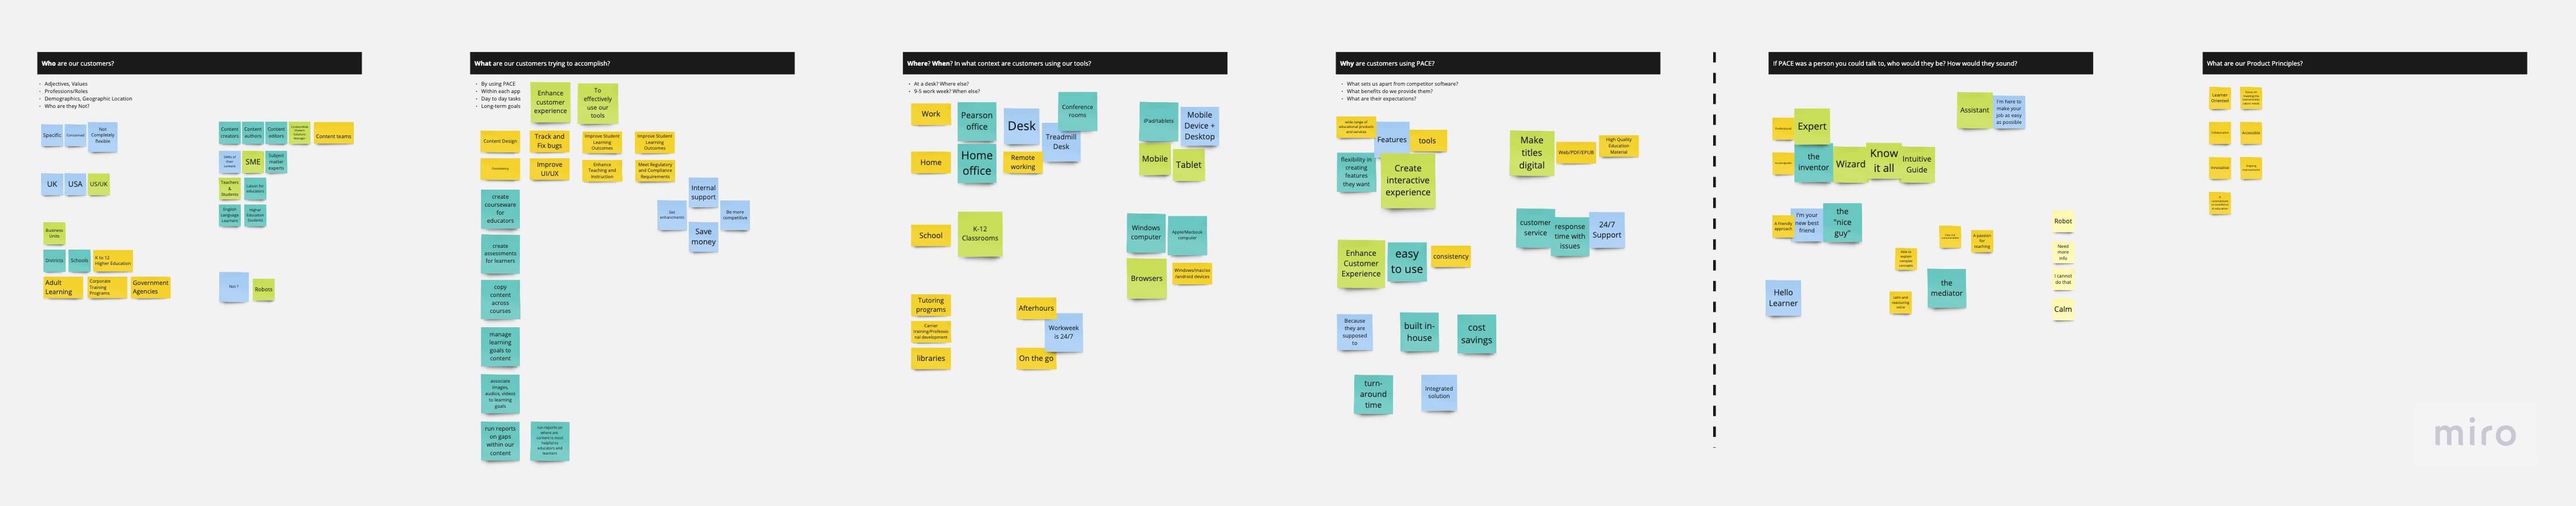 Who are our customers?
• Adjectives, Values
• Professions/Roles
• Demographics, Geographic Location
• Who are they Not?
Specific
Concerned
Not
Completely
flexible
UK
USA
US/UK
Business
Units
Districts
Schools
K to 12
Higher Education
Adult
Learning
Corporate
Training
Programs
Government
Agencies
Content
creators
Content
authors
Content
editors
Content teams
SMEs of
their
content
SME
Subject
matter
experts
Teachers
&
Students
Liaison for
educators
English
Language
Learners
Higher
Education
Students
Not ?
Robots
What are our customers trying to accomplish?
• By using PACE
• Within each app
• Day to day tasks
• Long-term goals
Enhance
customer
experience
To
effectively
use our
tools
Content Design
Track and
Fix bugs
Improve Student
Learning
Outcomes
Improve Student
Learning
Outcomes
Consistency
Improve
UI/UX
Enhance
Teaching and
Instruction
Meet Regulatory
and Compliance
Requirements
create
courseware
for
educators
create
assessments
for learners
copy
content
across
courses
manage
learning
goals to
content
associate
images,
audios, videos
to learning
goals
run reports
on gaps
within our
content
run reports on
where are
content is most
helpful to
educators and
learners
Internal
support
Get
enhancements
Be more
competitive
Save
money
Where? When? In what context are customers using our tools?
• At a desk? Where else?
• 9-5 work week? When else?
Work
Pearson
office
Desk
Conference
rooms
Treadmill
Desk
Home
Home
office
Remote
working
School
K-12
Classrooms
Tutoring
programs
Carrier
training/Professio
nal development
libraries
Afterhours
Workweek
is 24/7
On the go
iPad/tablets
Mobile
Device +
Desktop
Mobile
Tablet
Windows
computer
Apple/Macbook
computer
Browsers
Windows/mac/ios
/android devices
Why are customers using PACE?
• What sets us apart from competitor software?
• What benefits do we provide them?
• What are their expectations?
wide range of
educational products
and services
Features
tools
flexibility in
creating
features
they want
Create
interactive
experience
Make
titles
digital
Web/PDF/EPUB
High Quality
Education
Material
customer
service
response
time with
issues
24/7
Support
Enhance
Customer
Experience
easy
to use
consistency
Because
they are
supposed
to
built in-
house
cost
savings
turn-
around
time
Integrated
solution
If PACE was a person you could talk to, who would they be? How would they sound?
Assistant
I'm here to
make your
job as easy
as possible
Professional
Expert
the
inventor
Wizard
Know
it all
Intuitive
Guide
A friendly
approach
I'm your
new best
friend
the
"nice
guy"
A passion
for
teaching
able to
explain
complex
concepts
calm and
reassuring
voice
the
mediator
Hello
Learner
Robot
Need
more
info
I cannot
do that
Calm
What are our Product Principles?
Learner
Oriented
Collaborative
Accessible
Innovative
A
commitment
to excellence
in education
miro